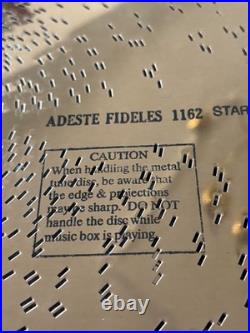 ADESTE FIDELES 1162 STAR
CAUTION
When handling the metal
tune disc, be aware that
the edge & projections
may be sharp. DO NOT
handle the disc while
music box is playing.